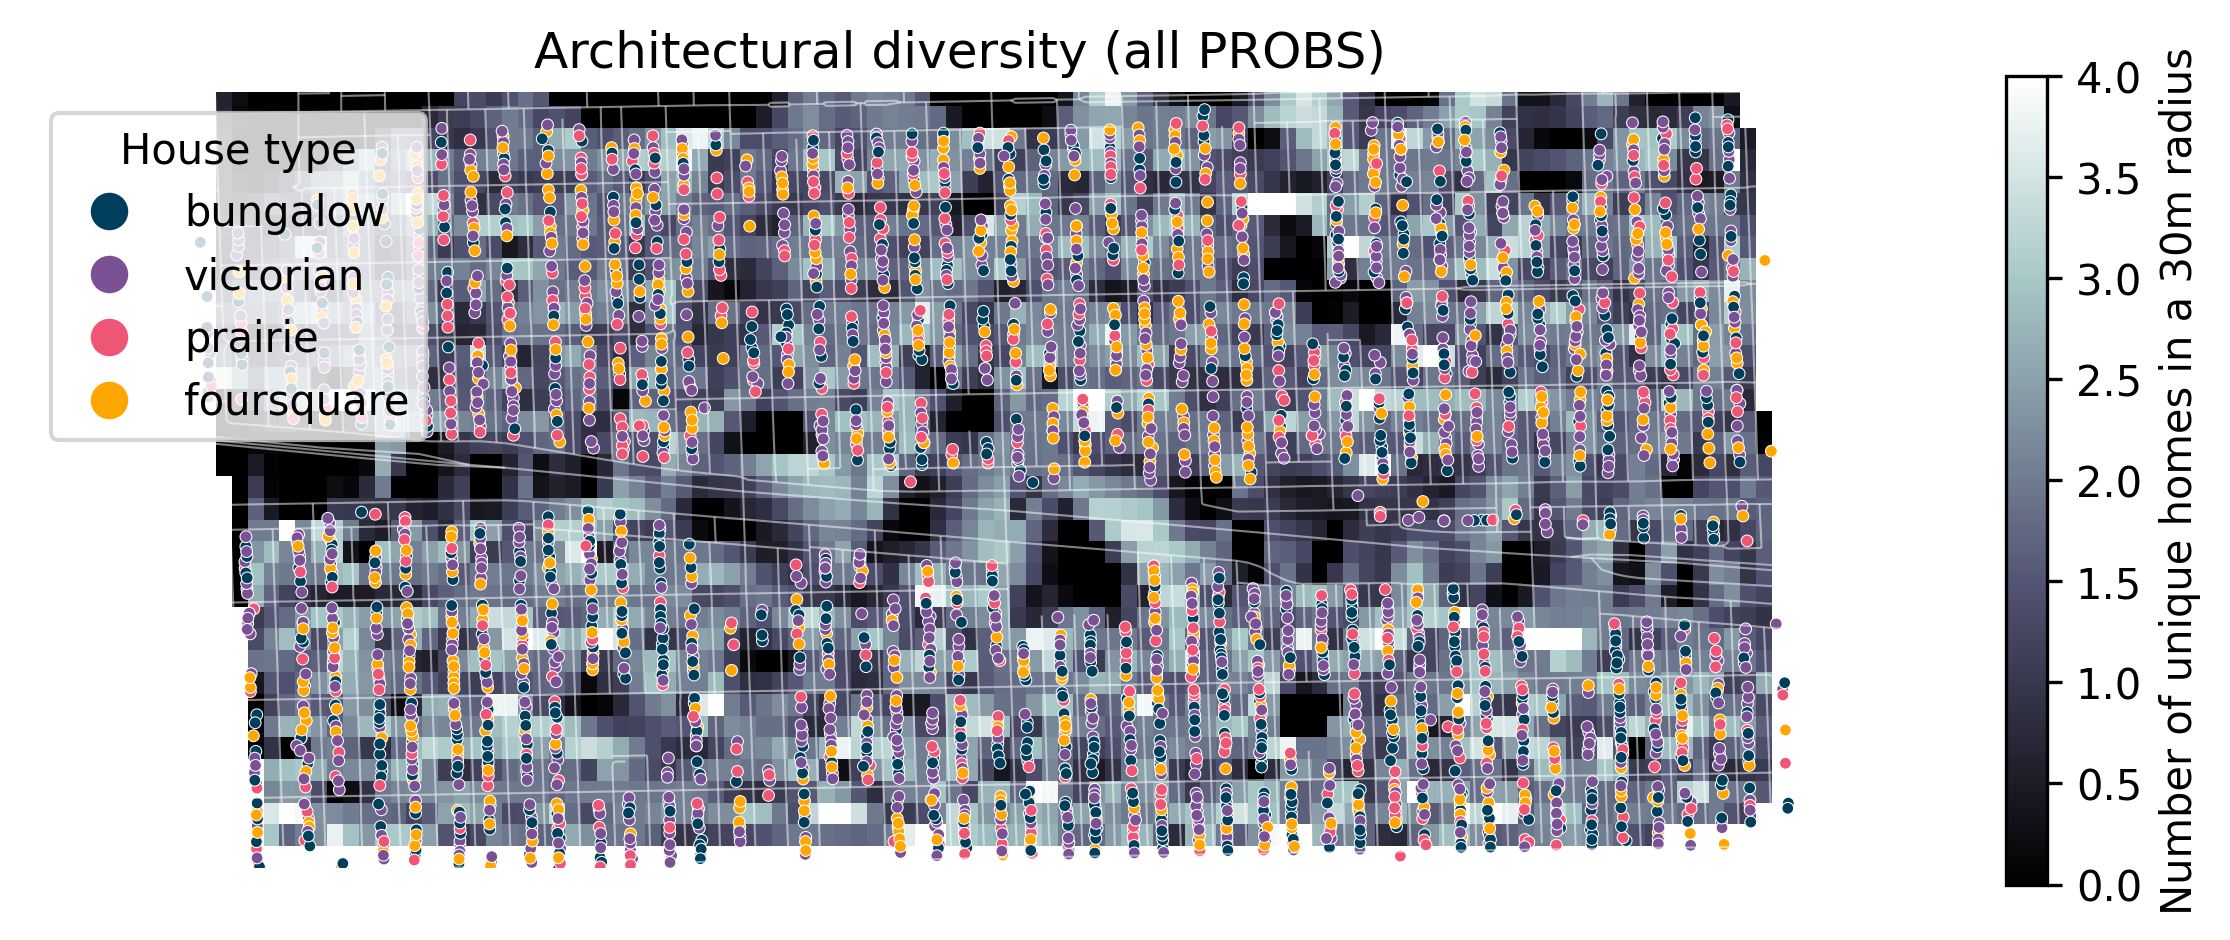 Architectural diversity (all PROBS)
House type
bungalow
victorian
prairie
foursquare
4.0
3.5
3.0
2.5
2.0
1.5
1.0
0.5
0.0
Number of unique homes in a 30m radius